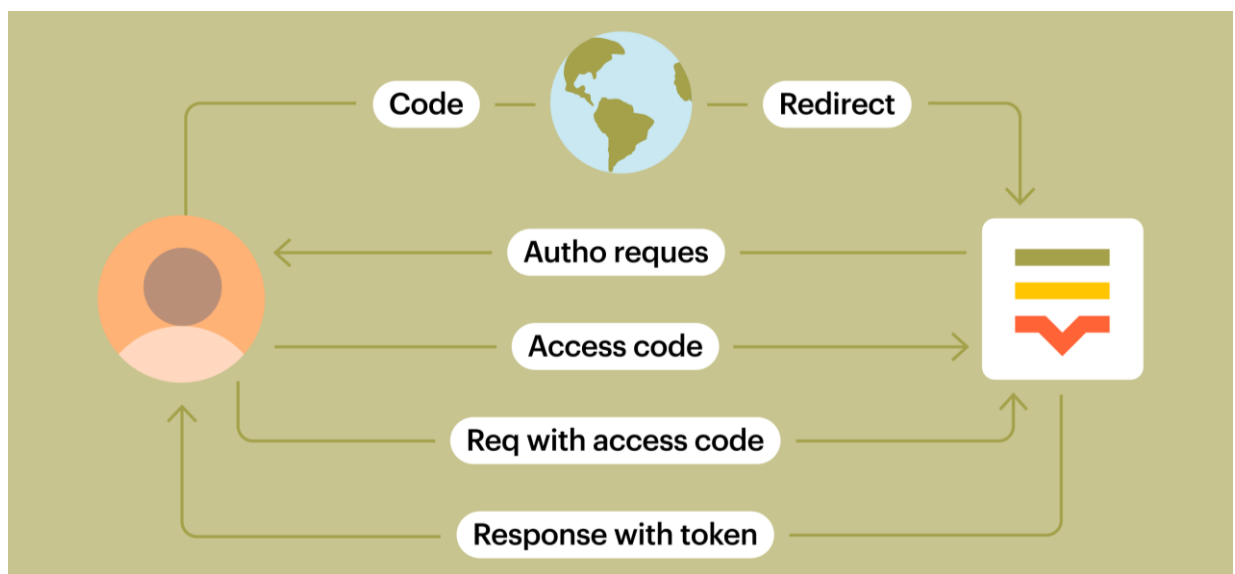 Code
Redirect
Autho reques
Access code
Req with access code
Response with token